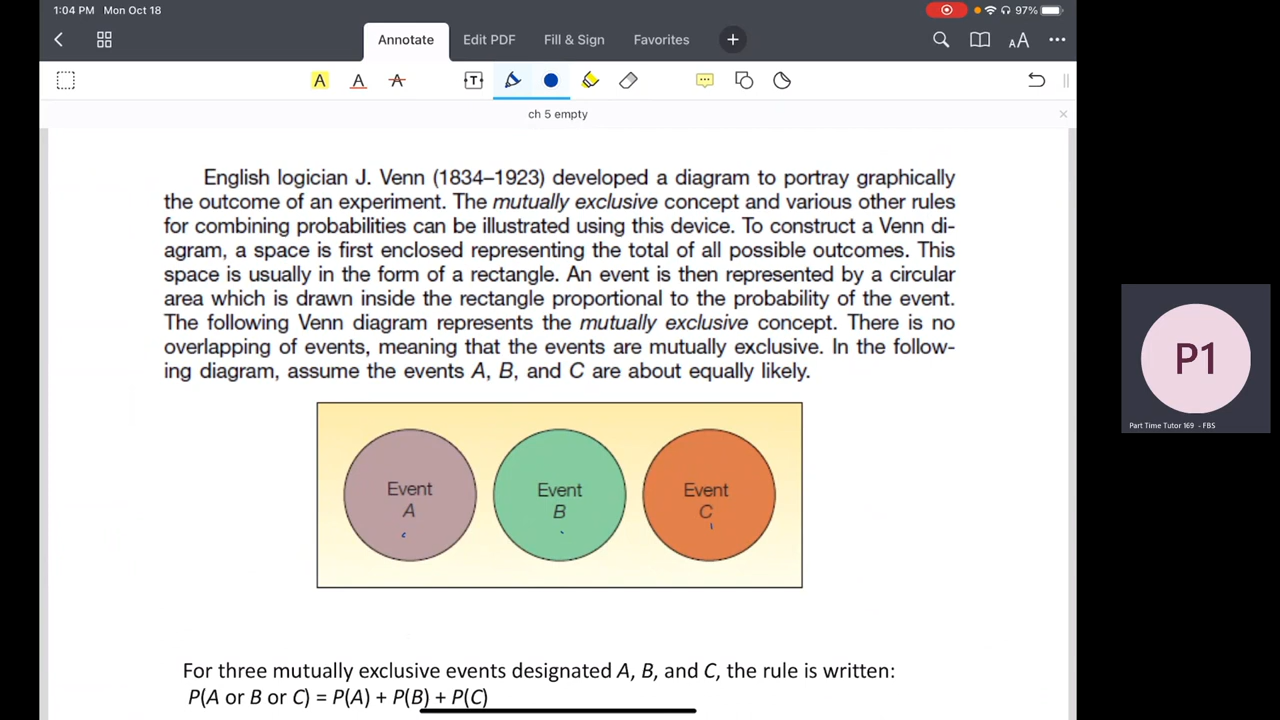 1:04 PM Mon Oct 18
97%
Annotate Edit PDF Fill & Sign Favorites
ch 5 empty
English logician J. Venn (1834–1923) developed a diagram to portray graphically
the outcome of an experiment. The mutually exclusive concept and various other rules
for combining probabilities can be illustrated using this device. To construct a Venn di-
agram, a space is first enclosed representing the total of all possible outcomes. This
space is usually in the form of a rectangle. An event is then represented by a circular
area which is drawn inside the rectangle proportional to the probability of the event.
The following Venn diagram represents the mutually exclusive concept. There is no
overlapping of events, meaning that the events are mutually exclusive. In the follow-
ing diagram, assume the events A, B, and C are about equally likely.
Event
A
Event
B
Event
C
For three mutually exclusive events designated A, B, and C, the rule is written:
P(A or B or C) = P(A) + P(B) + P(C)
P1
Part Time Tutor 169 - FBS